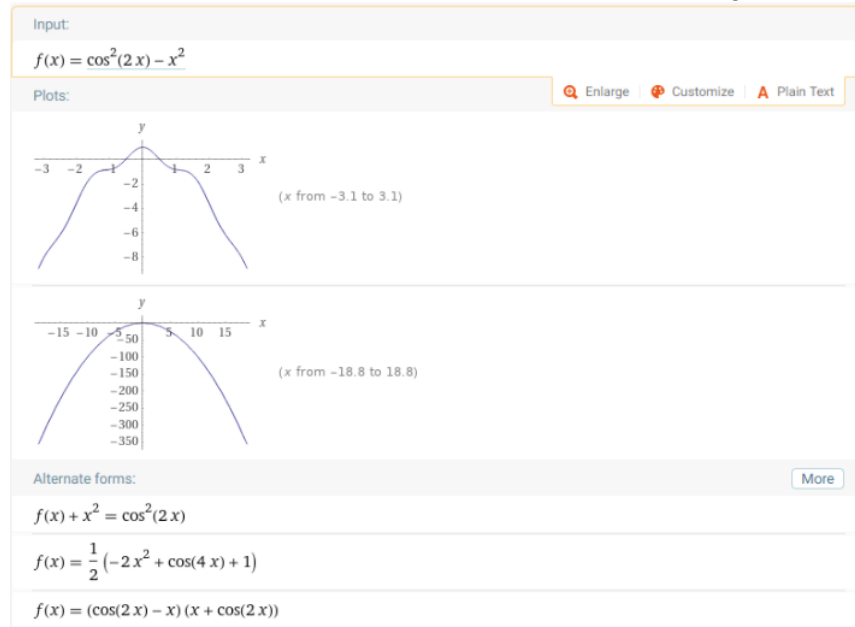 Input:
f(x) = cos²(2 x) – x²
Plots:
Enlarge Customize A Plain Text
y
x
-3 -2 -1 1 2 3
-2
-4
-6
-8
(x from −3.1 to 3.1)
y
x
-15 -10 -5 5 10 15
-50
-100
-150
-200
-250
-300
-350
(x from −18.8 to 18.8)
Alternate forms:
More
f(x) + x² = cos²(2 x)
f(x) = 1/2 (−2 x² + cos(4 x) + 1)
f(x) = (cos(2 x) – x) (x + cos(2 x))